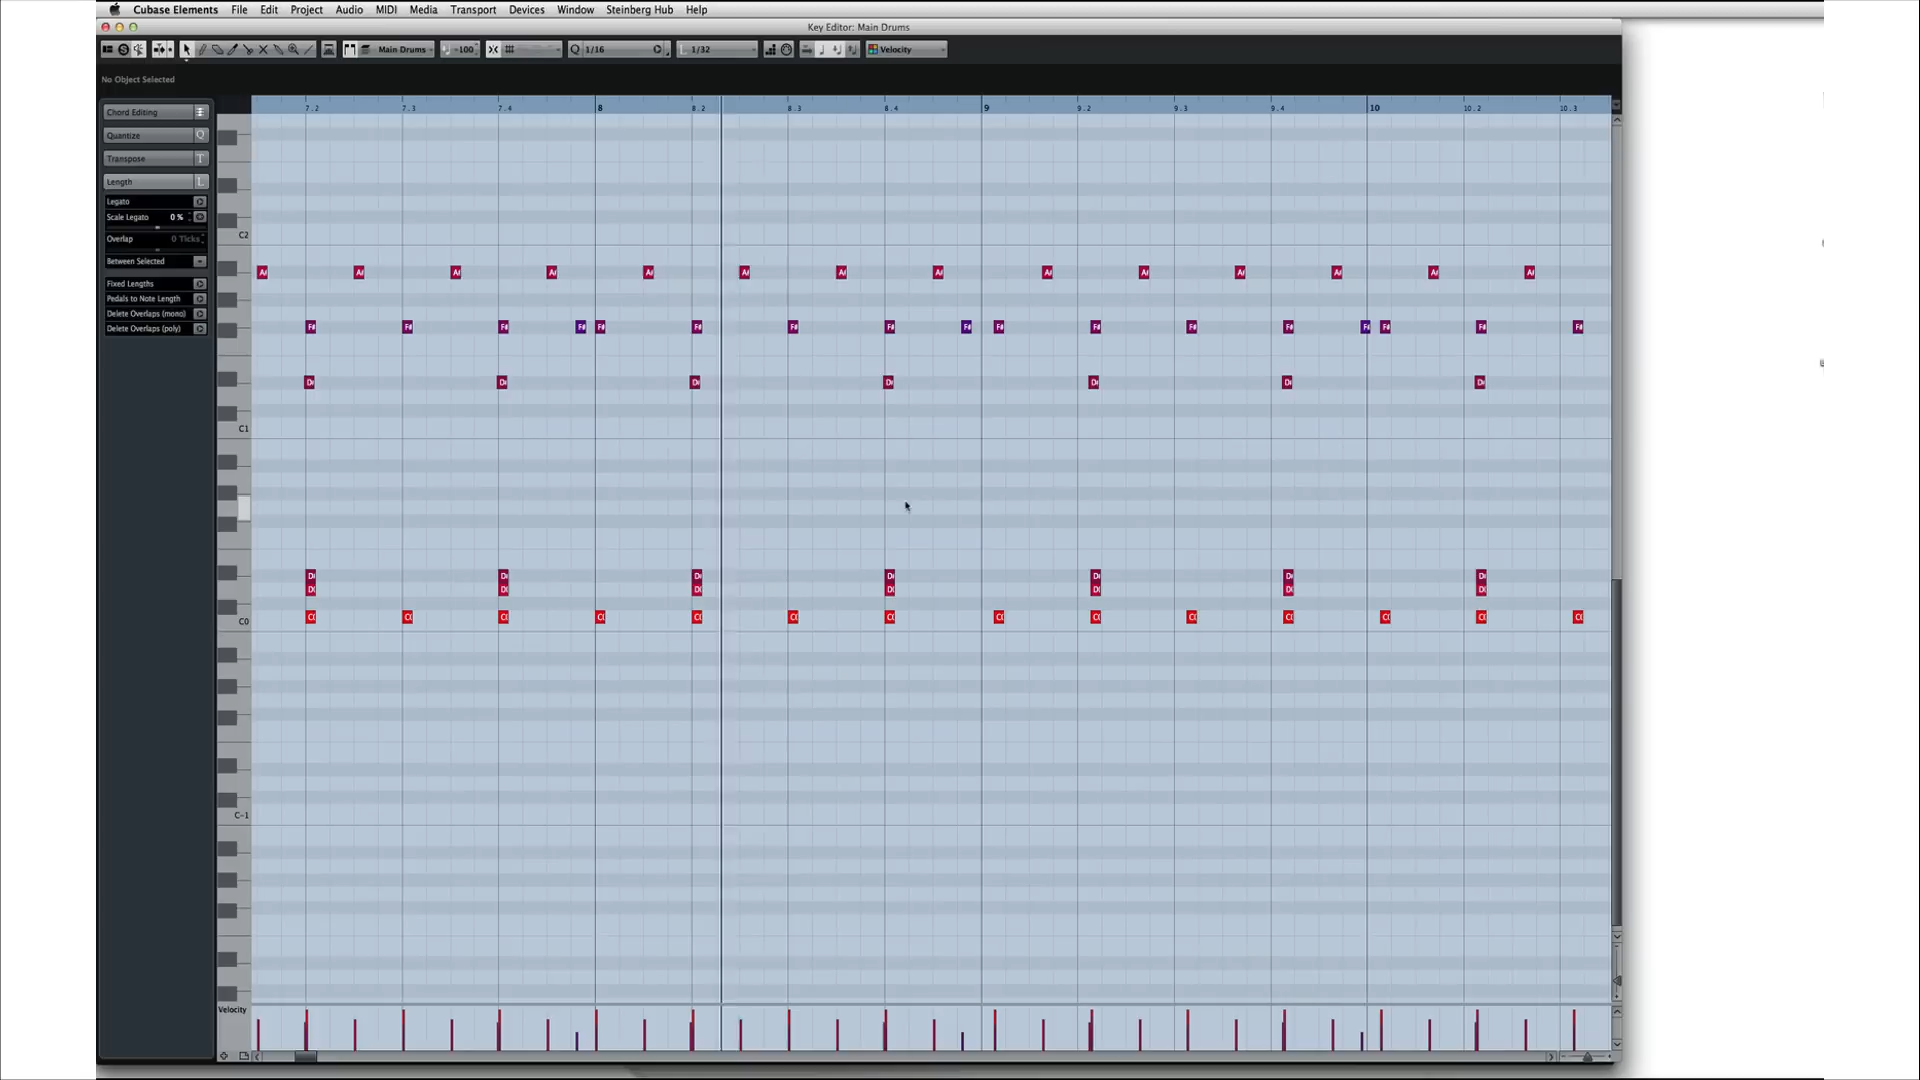 Cubase Elements File Edit Project Audio MIDI Media Transport Devices Window Steinberg Hub Help
Key Editor: Main Drums
Main Drums 100 Q 1/16 L 1/32 Velocity
No Object Selected
7.2 7.3 7.4 8 8.2 8.3 8.4 9 9.2 9.3 9.4 10 10.2 10.3
Chord Editing
Quantize Q
Transpose T
Length L
Legato
Scale Legato 0 %
Overlap 0 Ticks
Between Selected
Fixed Lengths
Pedals to Note Length
Delete Overlaps (mono)
Delete Overlaps (poly)
C2
F# F# F# F# F# F# F# F# F# F# F# F# F# F# F# F# F#
C1
C0
C-1
Velocity